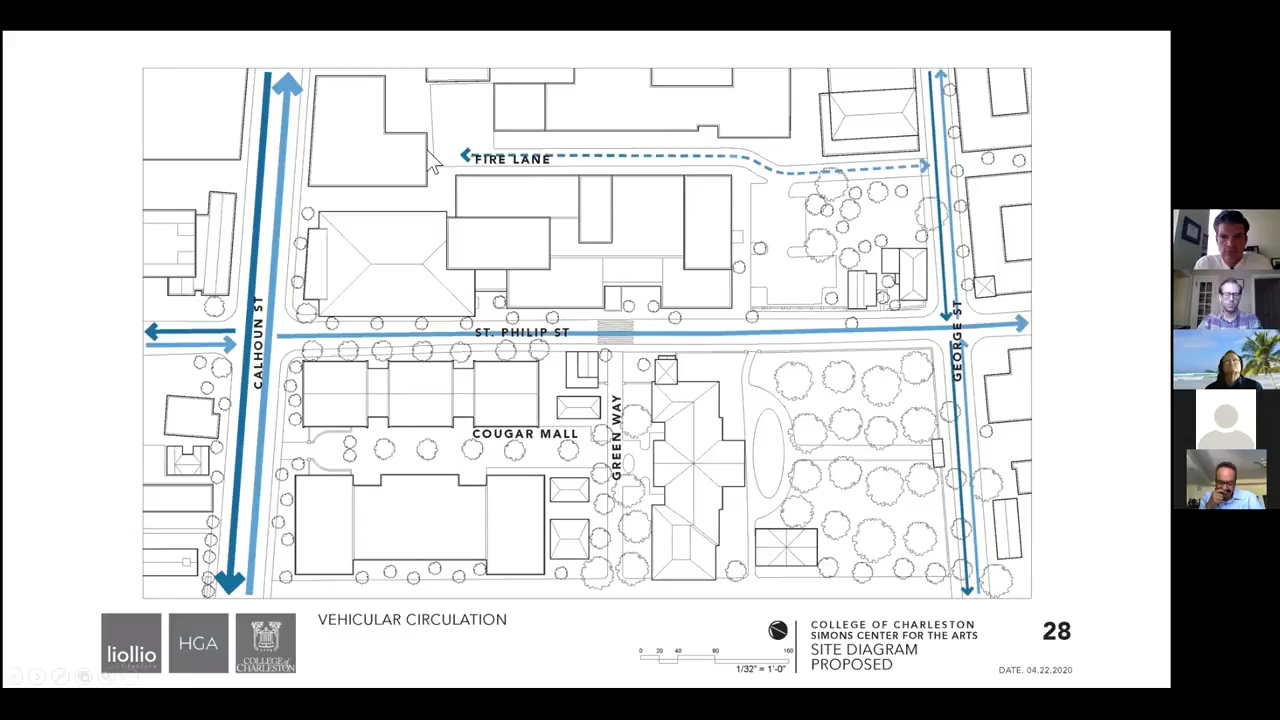 FIRE LANE
CALHOUN ST
ST. PHILIP ST
GEORGE ST
COUGAR MALL
GREEN WAY
liollio
HGA
COLLEGE of
CHARLESTON
VEHICULAR CIRCULATION
0 20 40 80 160
1/32" = 1'-0"
COLLEGE OF CHARLESTON
SIMONS CENTER FOR THE ARTS
SITE DIAGRAM
PROPOSED
28
DATE. 04.22.2020